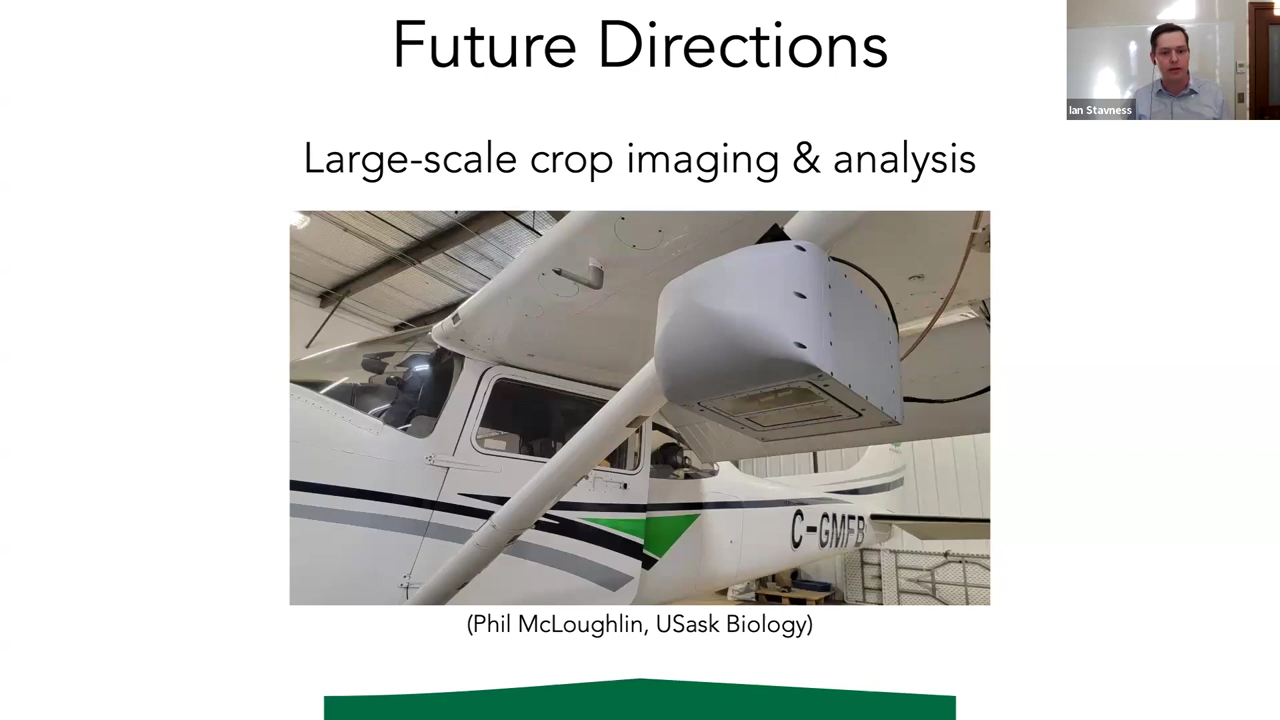 Future Directions
Ian Stavness
Large-scale crop imaging & analysis
C-GMFB
(Phil McLoughlin, USask Biology)